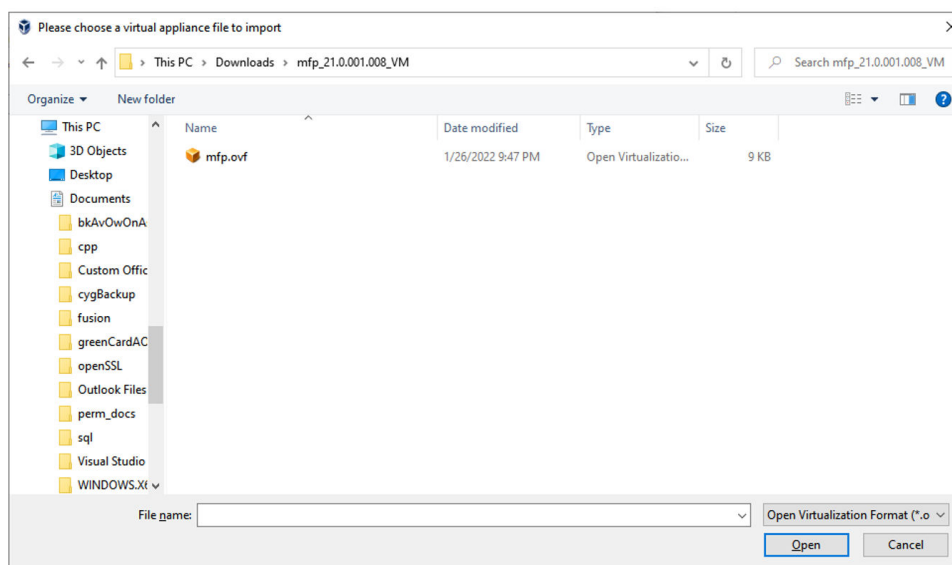 Please choose a virtual appliance file to import
This PC > Downloads > mfp_21.0.001.008_VM
Search mfp_21.0.001.008_VM
Organize
New folder
Name
Date modified
Type
Size
mfp.ovf
1/26/2022 9:47 PM
Open Virtualizatio...
9 KB
This PC
3D Objects
Desktop
Documents
bkAvOwOnA
cpp
Custom Offic
cygBackup
fusion
greenCardAC
openSSL
Outlook Files
perm_docs
sql
Visual Studio
WINDOWS.X
File name:
Open Virtualization Format (*.o
Open
Cancel